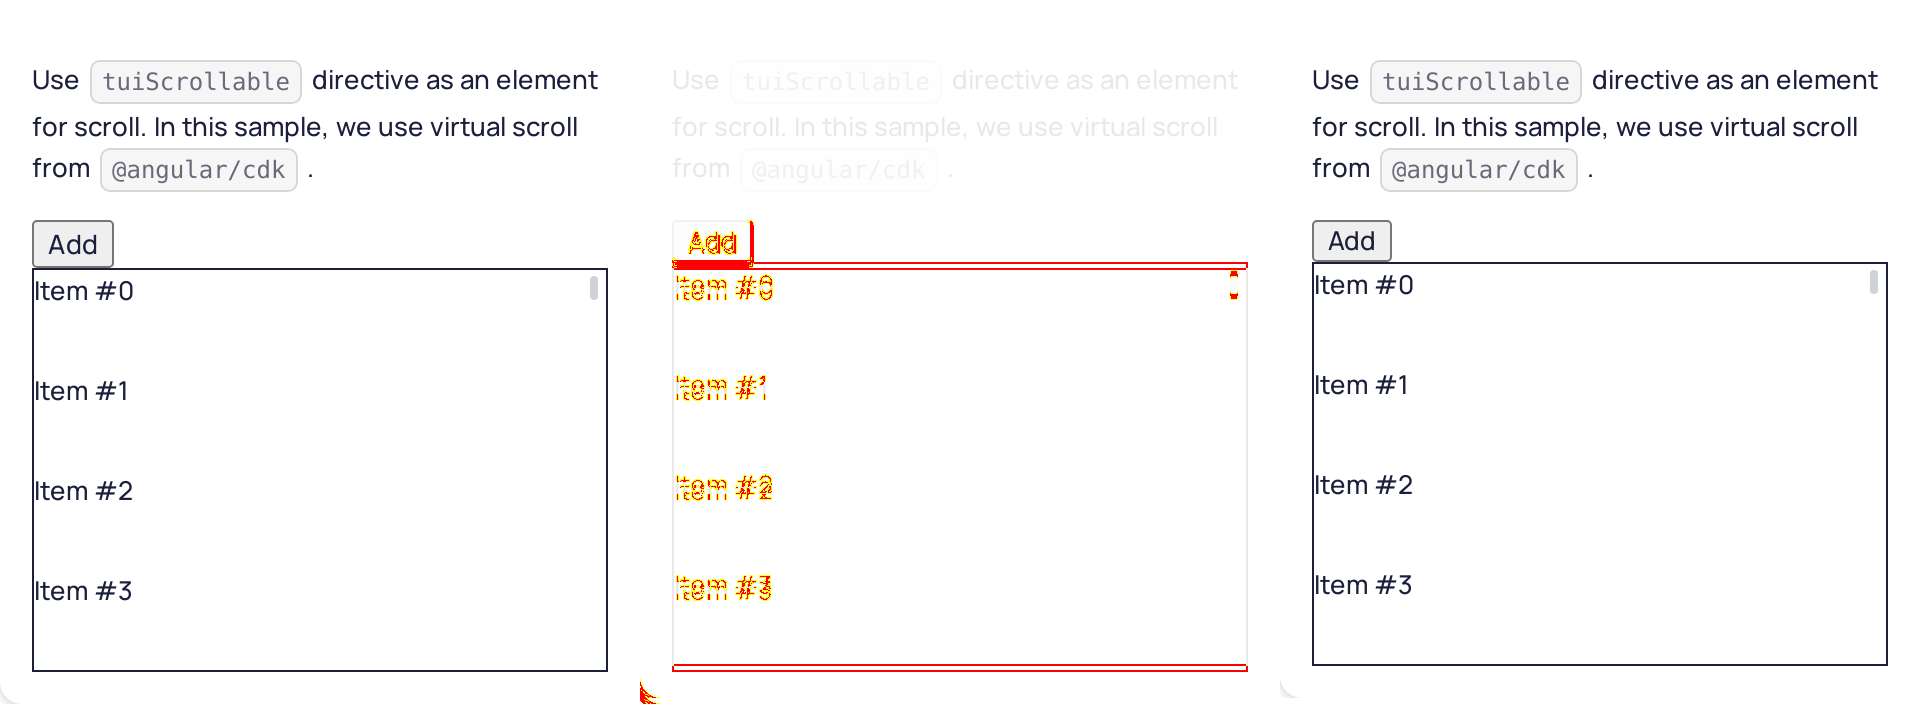 Use tuiScrollable directive as an element
for scroll. In this sample, we use virtual scroll
from @angular/cdk .
Add
Item #0
Item #1
Item #2
Item #3
Use tuiScrollable directive as an element
for scroll. In this sample, we use virtual scroll
from @angular/cdk .
Add
Item #0
Item #1
Item #2
Item #3
Use tuiScrollable directive as an element
for scroll. In this sample, we use virtual scroll
from @angular/cdk .
Add
Item #0
Item #1
Item #2
Item #3